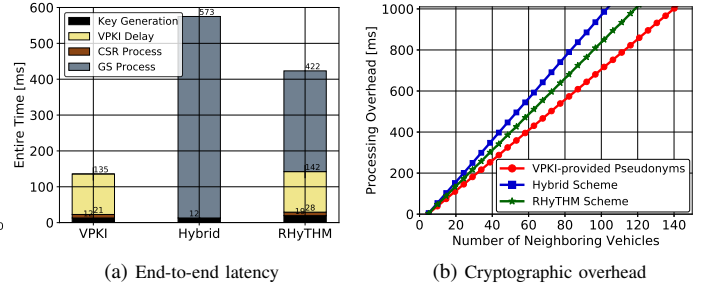 600
500
400
300
200
100
0
Entire Time [ms]
Key Generation
VPKI Delay
CSR Process
GS Process
573
422
135
142
12 21
12
19 28
VPKI
Hybrid
RHyTHM
(a) End-to-end latency
1000
800
600
400
200
0
Processing Overhead [ms]
VPKI-provided Pseudonyms
Hybrid Scheme
RHyTHM Scheme
0 20 40 60 80 100 120 140
Number of Neighboring Vehicles
(b) Cryptographic overhead
0